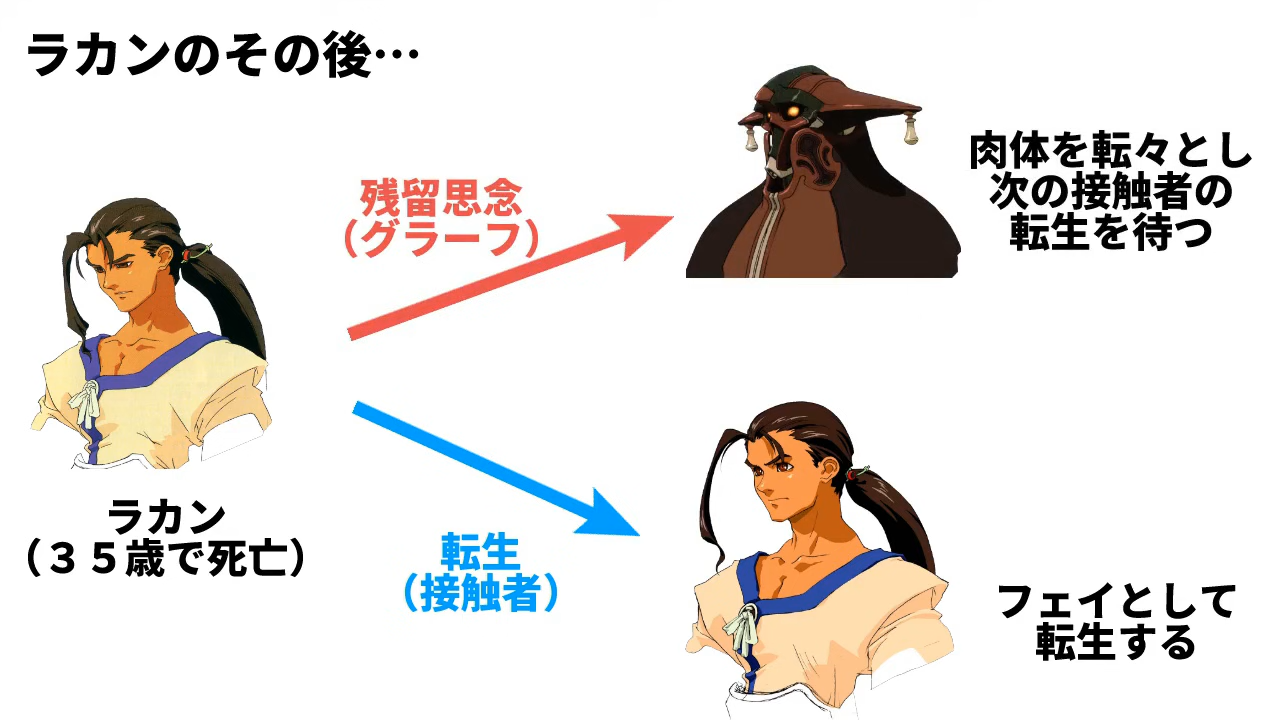 ラカンのその後…
残留思念
（グラーフ）
肉体を転々とし
次の接触者の
転生を待つ
ラカン
（３５歳で死亡）
転生
（接触者）
フェイとして
転生する